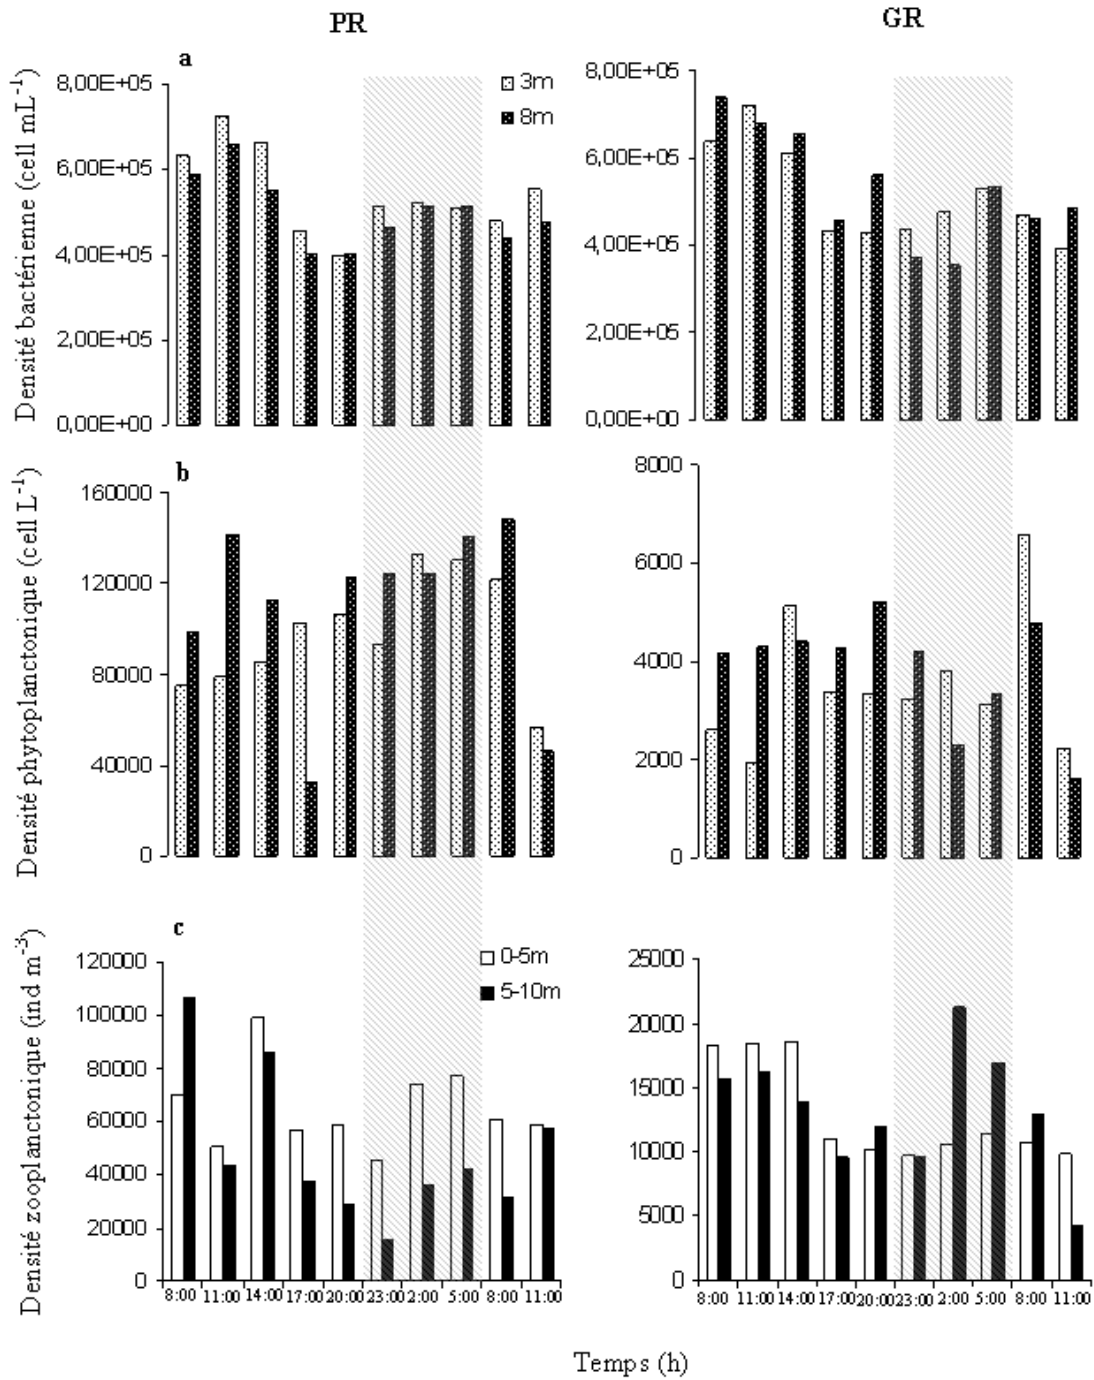 PR
GR
a
Densité bactérienne (cell mL⁻¹)
8,00E+05
6,00E+05
4,00E+05
2,00E+05
0,00E+00
3m
8m
8,00E+05
6,00E+05
4,00E+05
2,00E+05
0,00E+00
b
Densité phytoplanctonique (cell L⁻¹)
160000
120000
80000
40000
0
8000
6000
4000
2000
0
c
Densité zooplanctonique (ind m⁻³)
120000
100000
80000
60000
40000
20000
0
0-5m
5-10m
25000
20000
15000
10000
5000
0
8:00 11:00 14:00 17:00 20:00 23:00 2:00 5:00 8:00 11:00
8:00 11:00 14:00 17:00 20:00 23:00 2:00 5:00 8:00 11:00
Temps (h)